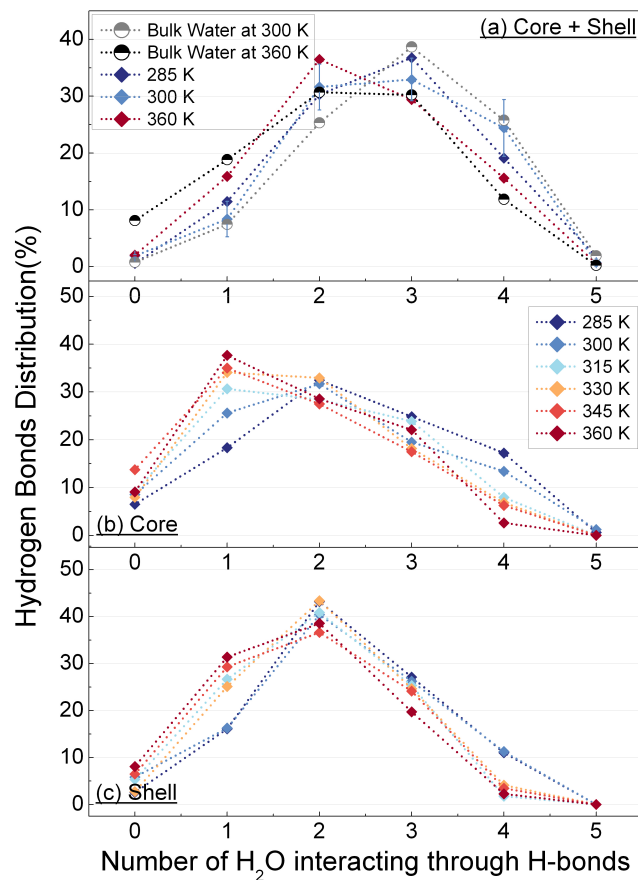 (a) Core + Shell
Bulk Water at 300 K
Bulk Water at 360 K
285 K
300 K
360 K
40
30
20
10
0
0 1 2 3 4 5
Hydrogen Bonds Distribution(%)
285 K
300 K
315 K
330 K
345 K
360 K
50
40
30
20
10
0
(b) Core
0 1 2 3 4 5
50
40
30
20
10
0
(c) Shell
0 1 2 3 4 5
Number of H₂O interacting through H-bonds